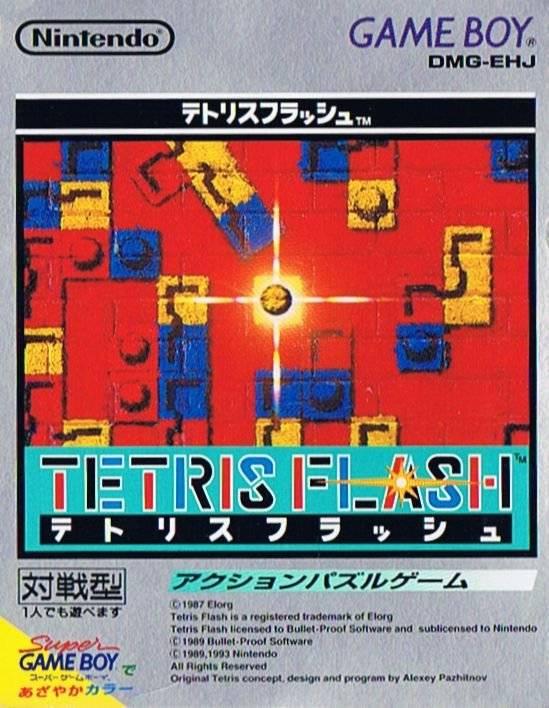 Nintendo®
GAME BOY®
DMG-EHJ
テトリスフラッシュ™
TETRIS FLASH™
テトリスフラッシュ
対戦型
1人でも遊べます
アクションパズルゲーム
©1987 Elorg
Tetris Flash is a registered trademark of Elorg
Tetris Flash licensed to Bullet-Proof Software and sublicensed to Nintendo
©1989 Bullet-Proof Software
©1989,1993 Nintendo
All Rights Reserved
Original Tetris concept, design and program by Alexey Pazhitnov
Super
GAME BOY で
スーパーゲームボーイ
あざやかカラー